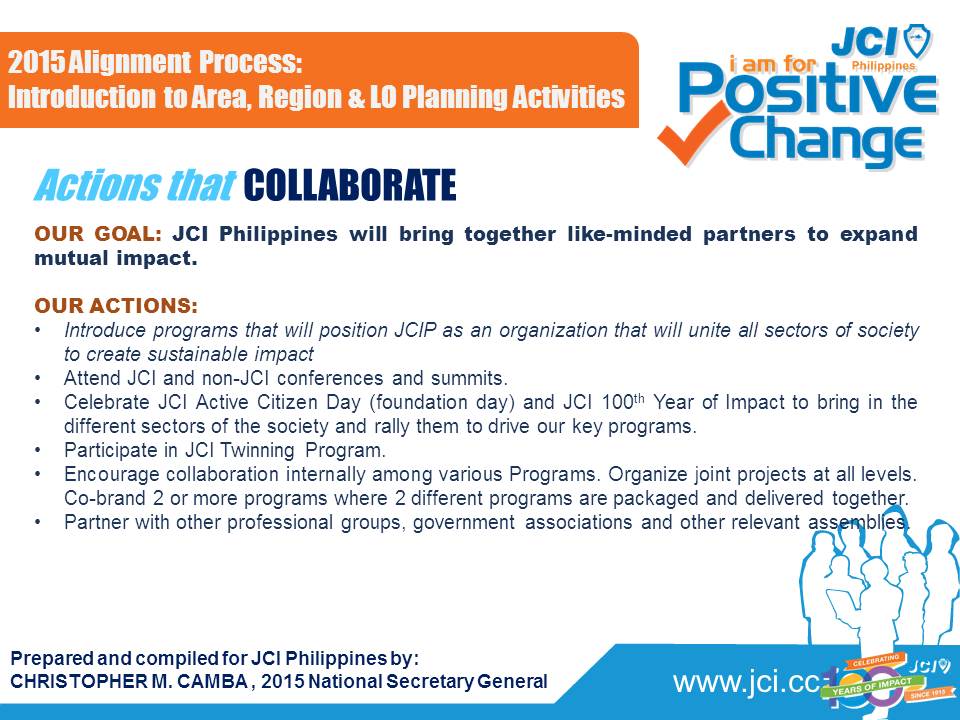 2015 Alignment Process:
Introduction to Area, Region & LO Planning Activities
JCI
Philippines
i am for
Positive
Change
Actions that COLLABORATE
OUR GOAL: JCI Philippines will bring together like-minded partners to expand
mutual impact.
OUR ACTIONS:
• Introduce programs that will position JCIP as an organization that will unite all sectors of society
to create sustainable impact
• Attend JCI and non-JCI conferences and summits.
• Celebrate JCI Active Citizen Day (foundation day) and JCI 100th Year of Impact to bring in the
different sectors of the society and rally them to drive our key programs.
• Participate in JCI Twinning Program.
• Encourage collaboration internally among various Programs. Organize joint projects at all levels.
Co-brand 2 or more programs where 2 different programs are packaged and delivered together.
• Partner with other professional groups, government associations and other relevant assemblies.
Prepared and compiled for JCI Philippines by:
CHRISTOPHER M. CAMBA , 2015 National Secretary General
www.jci.cc
CELEBRATING
100
JCI
YEARS OF IMPACT
SINCE 1915